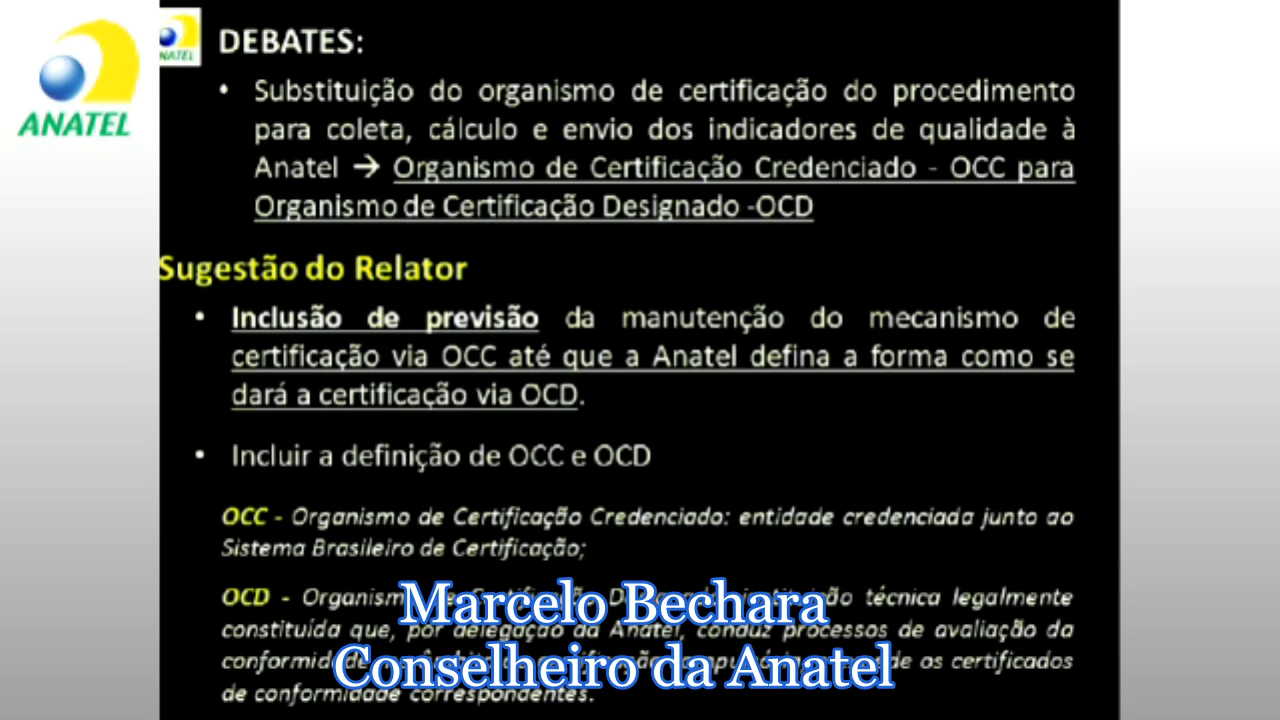 ANATEL
ANATEL
DEBATES:
• Substituição do organismo de certificação do procedimento
para coleta, cálculo e envio dos indicadores de qualidade à
Anatel → Organismo de Certificação Credenciado - OCC para
Organismo de Certificação Designado -OCD
Sugestão do Relator
• Inclusão de previsão da manutenção do mecanismo de
certificação via OCC até que a Anatel defina a forma como se
dará a certificação via OCD.
• Incluir a definição de OCC e OCD
OCC - Organismo de Certificação Credenciado: entidade credenciada junto ao
Sistema Brasileiro de Certificação;
OCD - técnica legalmente
constituída que, por delegação da Anatel, conduz processos de avaliação da
de os certificados
de conformidade correspondentes.
Marcelo Bechara
Conselheiro da Anatel